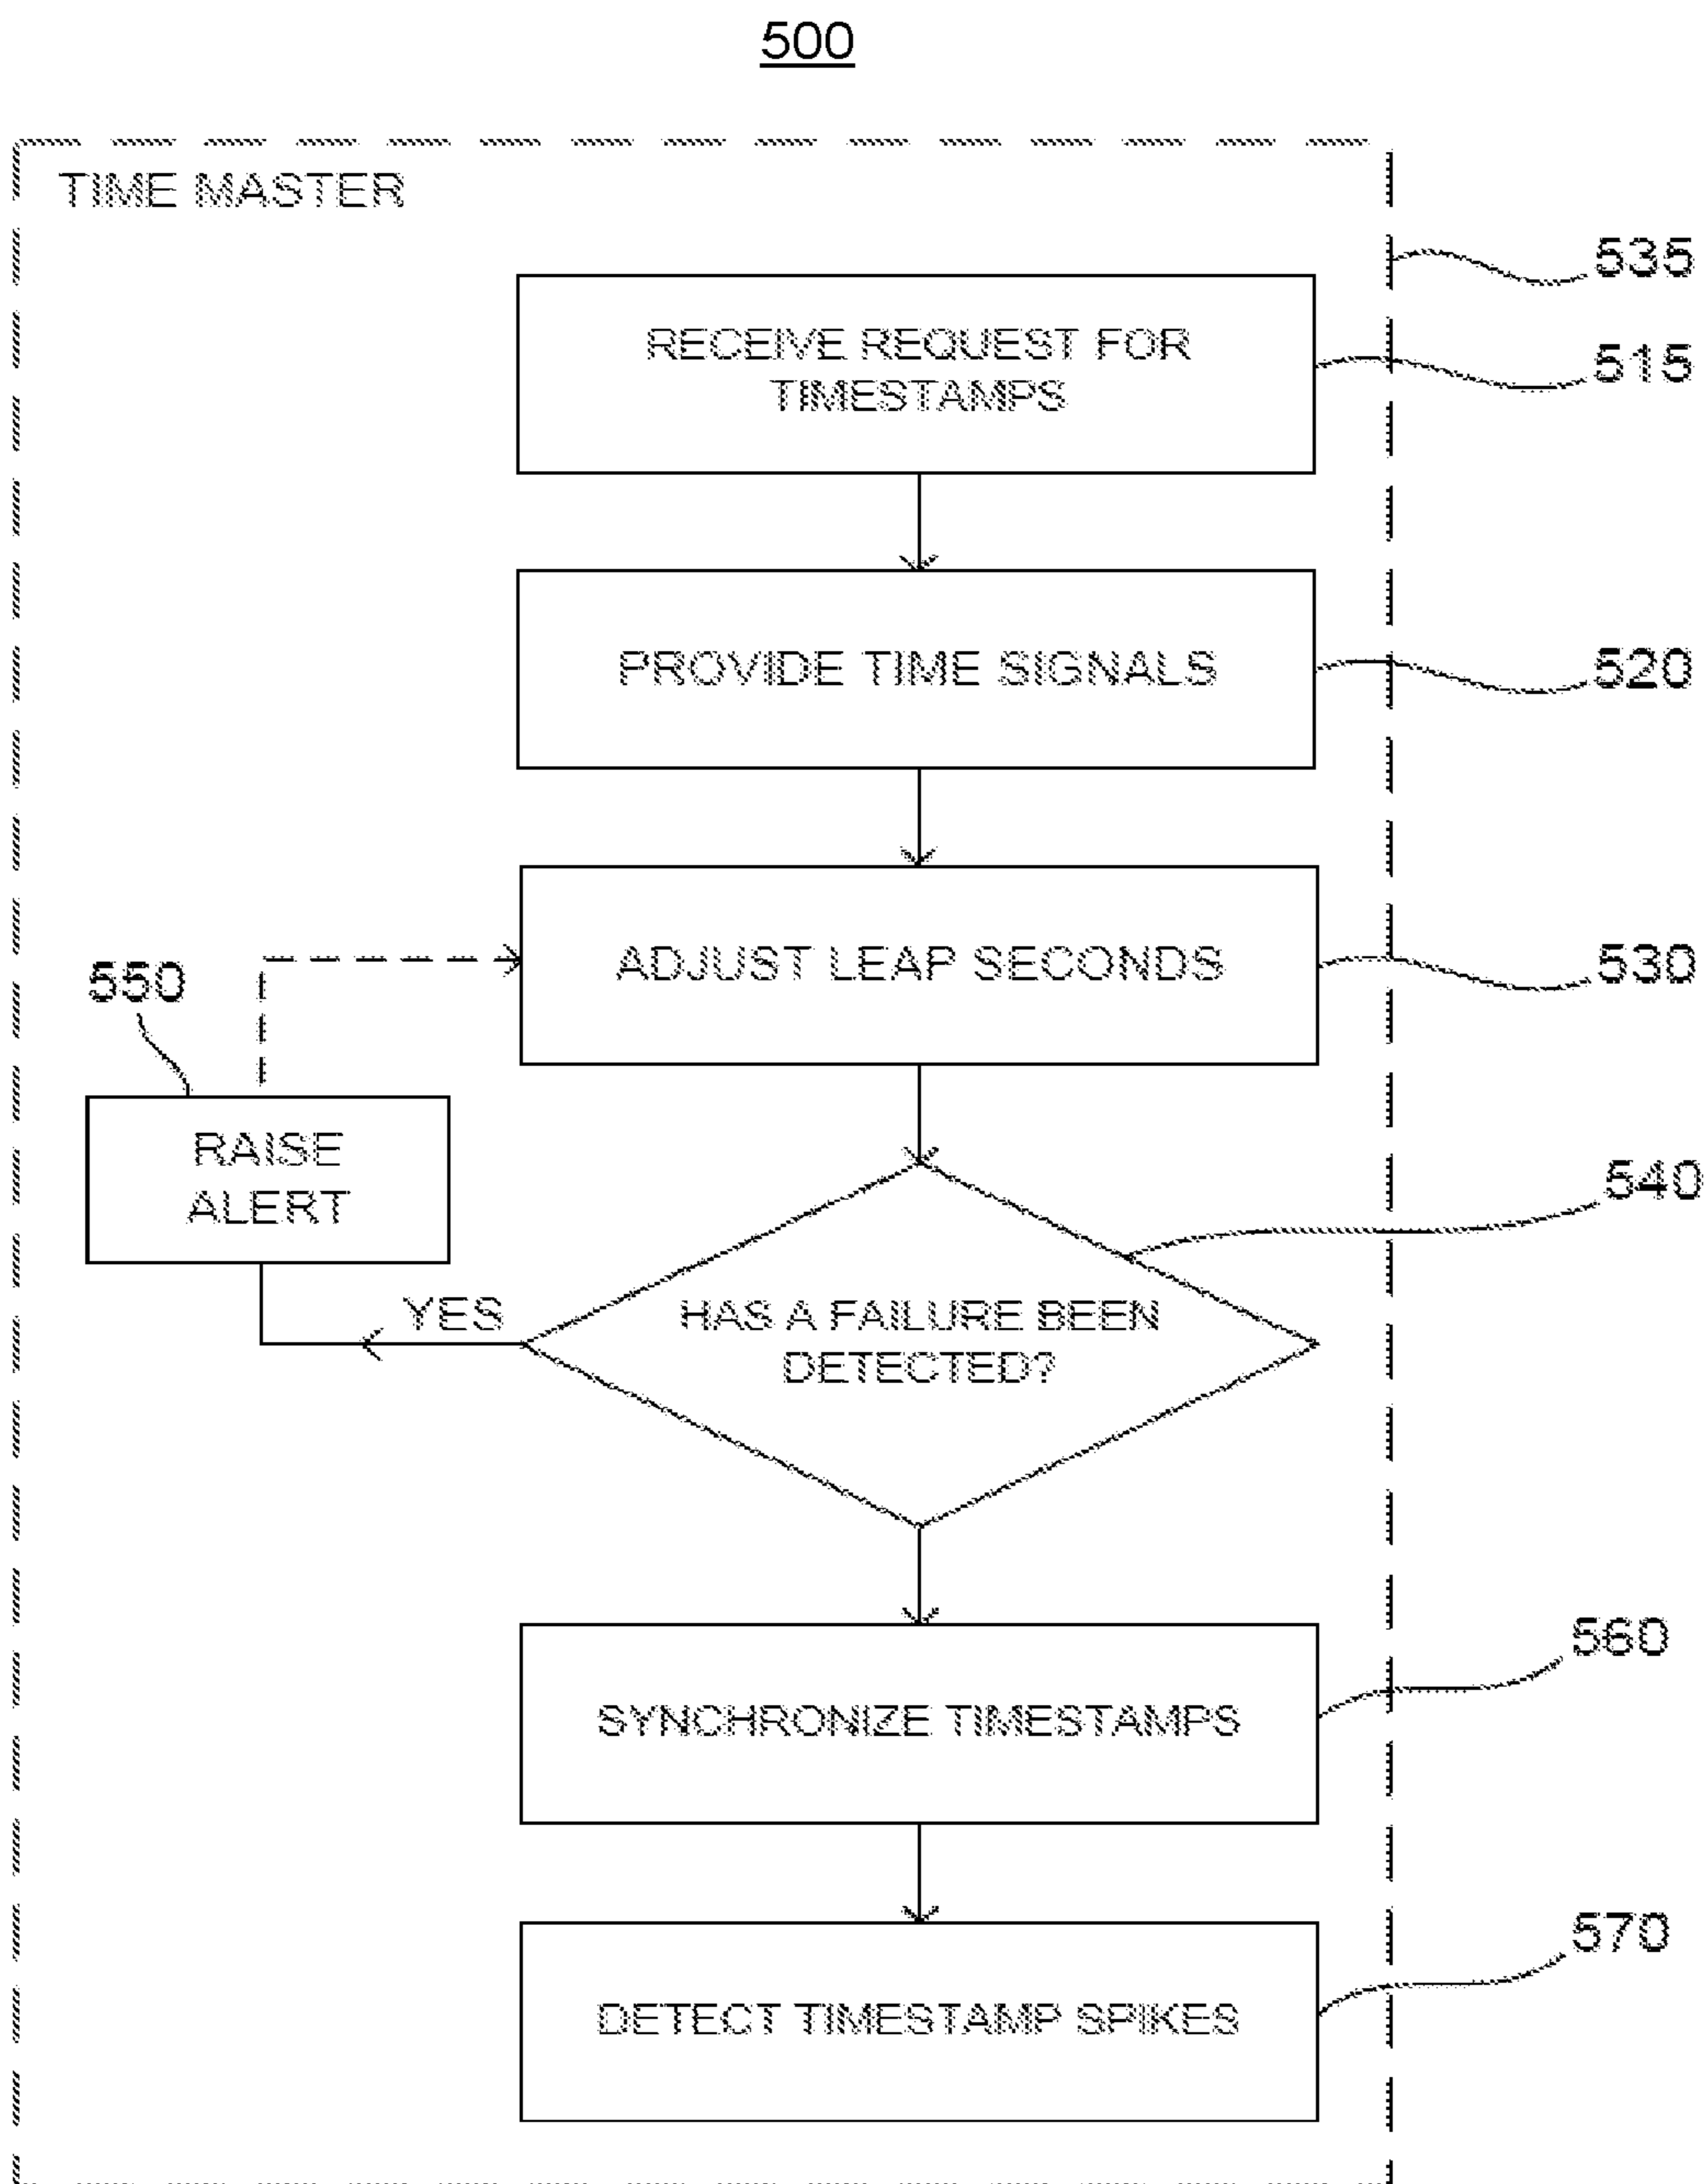 500
TIME MASTER
535
RECEIVE REQUEST FOR
TIMESTAMPS
515
PROVIDE TIME SIGNALS
520
ADJUST LEAP SECONDS
530
550
RAISE
ALERT
540
YES
HAS A FAILURE BEEN
DETECTED?
560
SYNCHRONIZE TIMESTAMPS
570
DETECT TIMESTAMP SPIKES